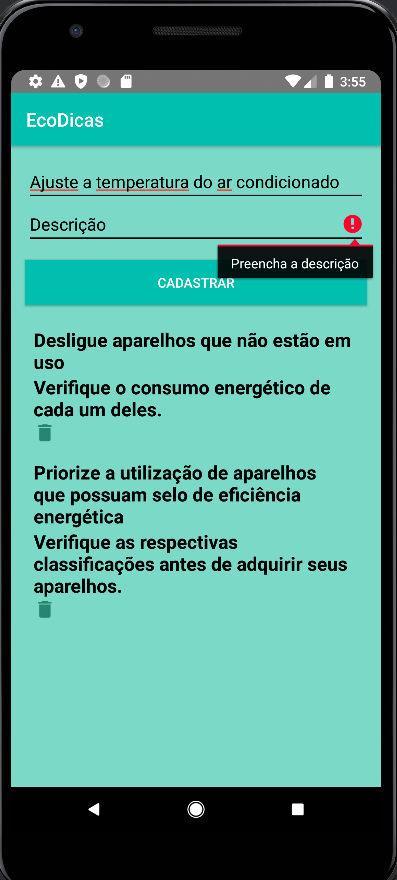 3:55
EcoDicas
Ajuste a temperatura do ar condicionado
Descrição
Preencha a descrição
CADASTRAR
Desligue aparelhos que não estão em
uso
Verifique o consumo energético de
cada um deles.
Priorize a utilização de aparelhos
que possuam selo de eficiência
energética
Verifique as respectivas
classificações antes de adquirir seus
aparelhos.